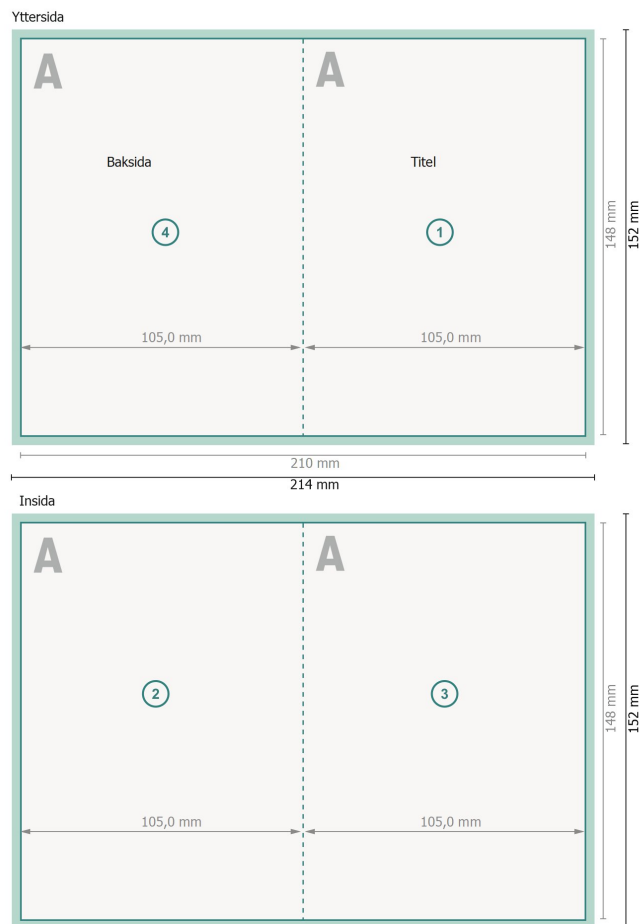 Yttersida
A
A
Baksida
Titel
4
1
148 mm
152 mm
105,0 mm
105,0 mm
210 mm
214 mm
Insida
A
A
2
3
148 mm
152 mm
105,0 mm
105,0 mm